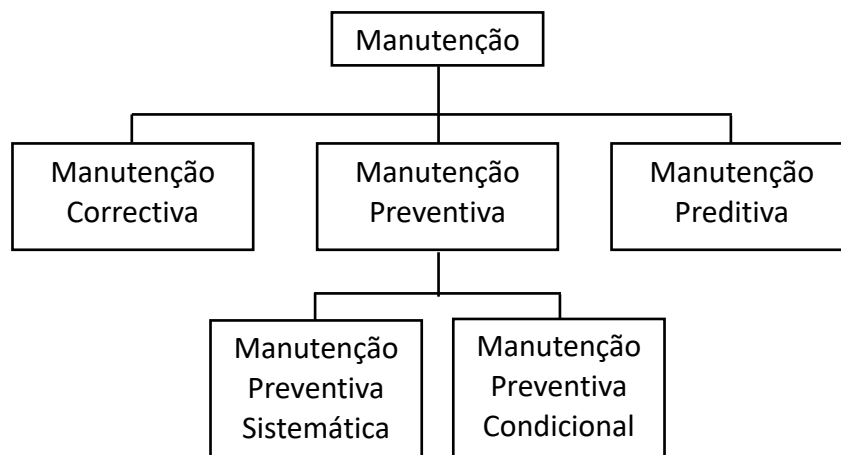 Manutenção
Manutenção
Correctiva
Manutenção
Preventiva
Manutenção
Preditiva
Manutenção
Preventiva
Sistemática
Manutenção
Preventiva
Condicional